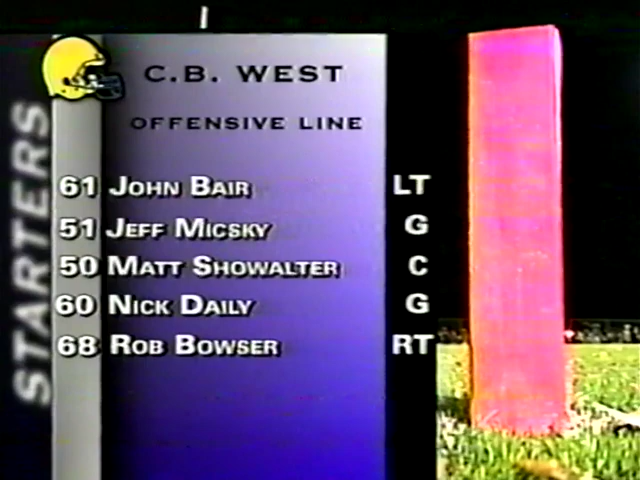 STARTERS
C.B. WEST
OFFENSIVE LINE
61 JOHN BAIR LT
51 JEFF MICSKY G
50 MATT SHOWALTER C
60 NICK DAILY G
68 ROB BOWSER RT